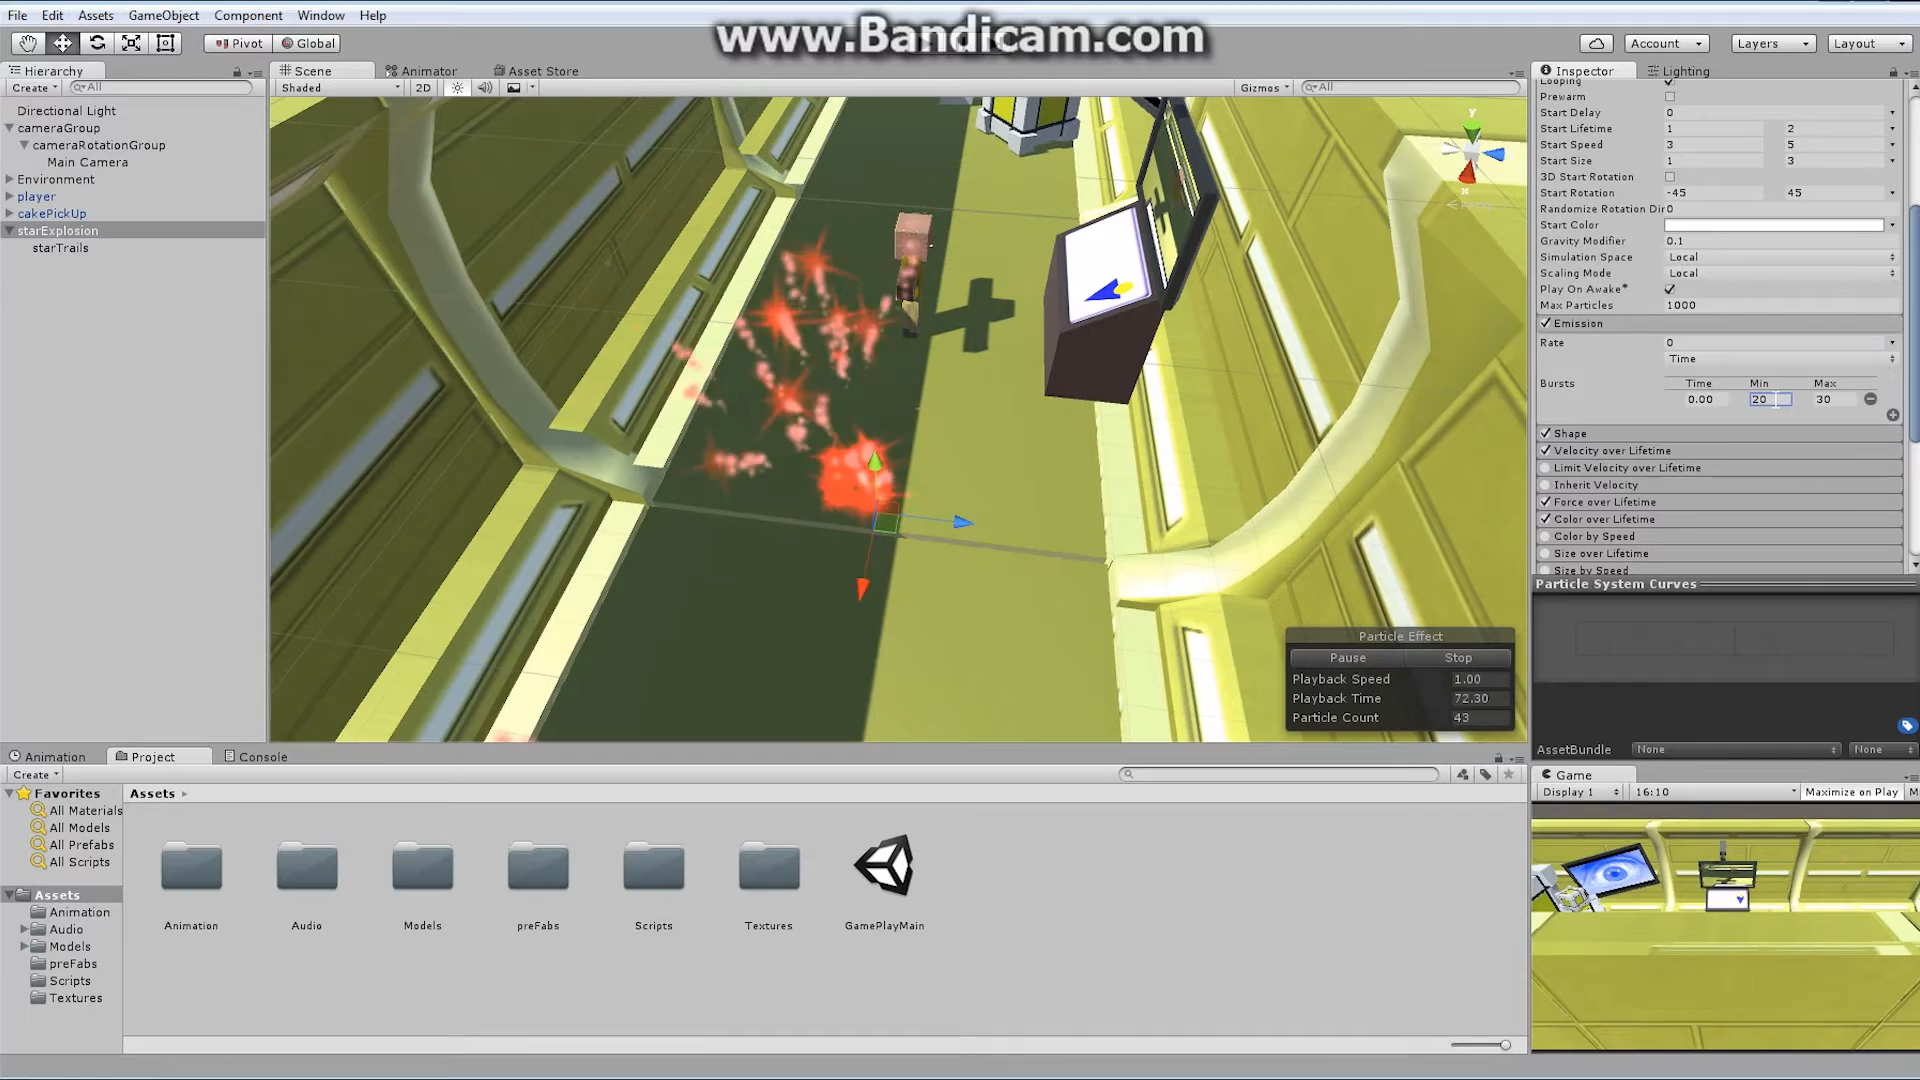 File Edit Assets GameObject Component Window Help
www.Bandicam.com
Pivot Global
Account Layers Layout
Hierarchy
Create All
Directional Light
cameraGroup
cameraRotationGroup
Main Camera
Environment
player
cakePickUp
starExplosion
starTrails
Scene Animator Asset Store
Shaded 2D Gizmos All
Particle Effect
Pause Stop
Playback Speed 1.00
Playback Time 72.30
Particle Count 43
Inspector Lighting
Looping
Prewarm
Start Delay 0
Start Lifetime 1 2
Start Speed 3 5
Start Size 1 3
3D Start Rotation
Start Rotation -45 45
Randomize Rotation Dir 0
Start Color
Gravity Modifier 0.1
Simulation Space Local
Scaling Mode Local
Play On Awake*
Max Particles 1000
Emission
Rate 0
Time
Bursts Time Min Max
0.00 20 30
Shape
Velocity over Lifetime
Limit Velocity over Lifetime
Inherit Velocity
Force over Lifetime
Color over Lifetime
Color by Speed
Size over Lifetime
Size by Speed
Particle System Curves
AssetBundle None None
Game
Display 1 16:10 Maximize on Play M
Animation Project Console
Create
Favorites
All Materials
All Models
All Prefabs
All Scripts
Assets
Animation
Audio
Models
preFabs
Scripts
Textures
Assets
Animation Audio Models preFabs Scripts Textures GamePlayMain